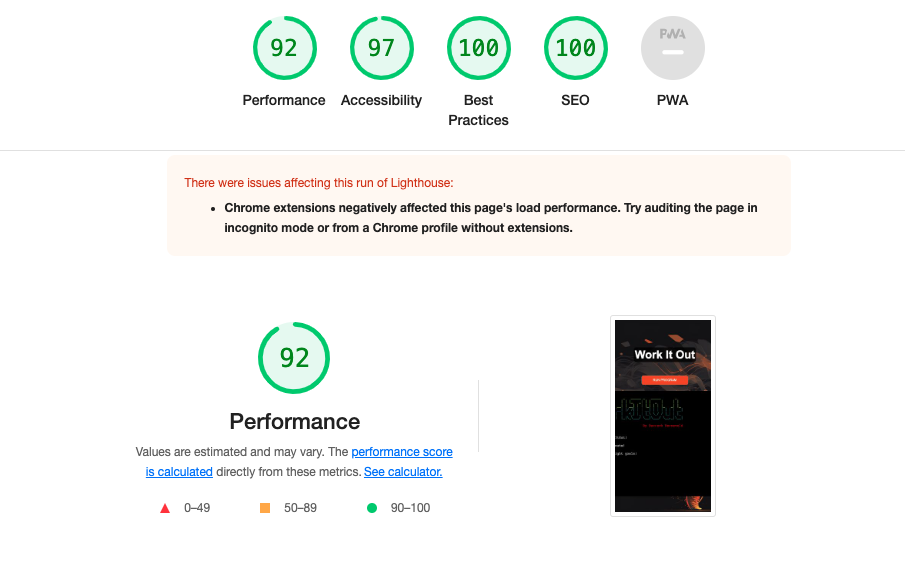 92 97 100 100 PWA
Performance Accessibility Best Practices SEO PWA
There were issues affecting this run of Lighthouse:
• Chrome extensions negatively affected this page's load performance. Try auditing the page in
incognito mode or from a Chrome profile without extensions.
92
Performance
Values are estimated and may vary. The performance score
is calculated directly from these metrics. See calculator.
0–49 50–89 90–100
Work It Out